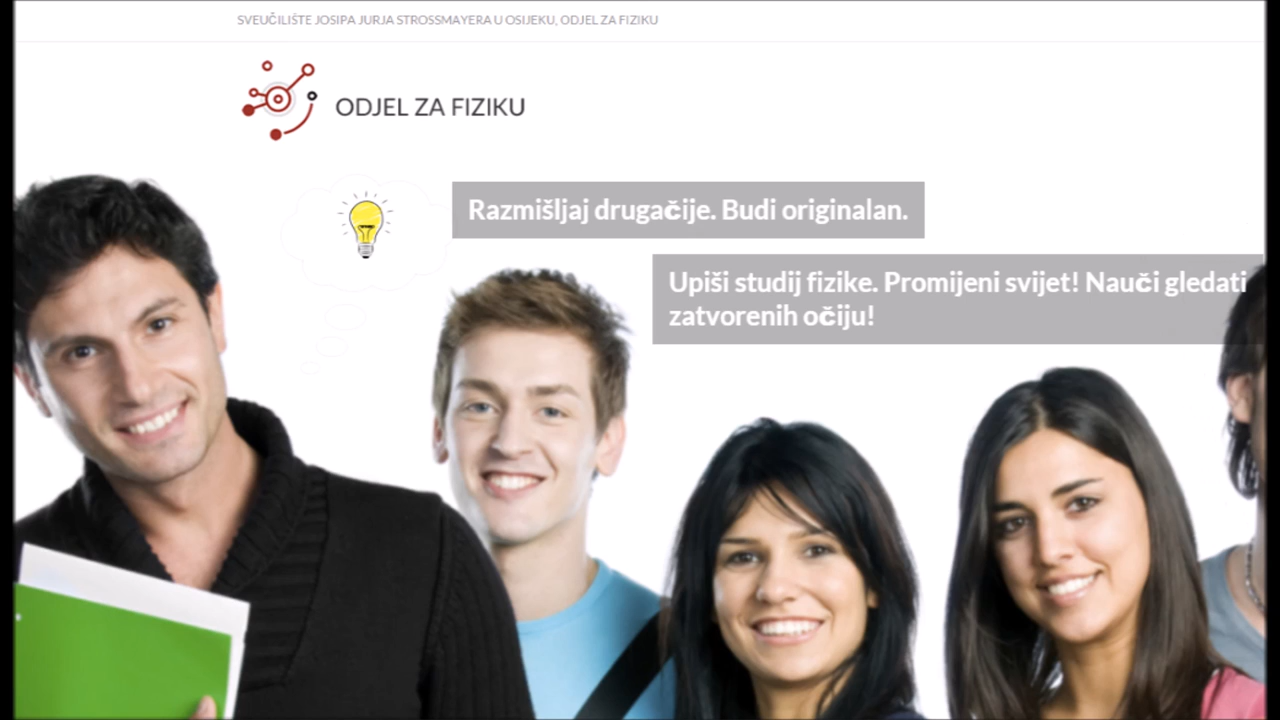 SVEUČILIŠTE JOSIPA JURJA STROSSMAYERA U OSIJEKU, ODJEL ZA FIZIKU
ODJEL ZA FIZIKU
Razmišljaj drugačije. Budi originalan.
Upiši studij fizike. Promijeni svijet! Nauči gledati
zatvorenih očiju!